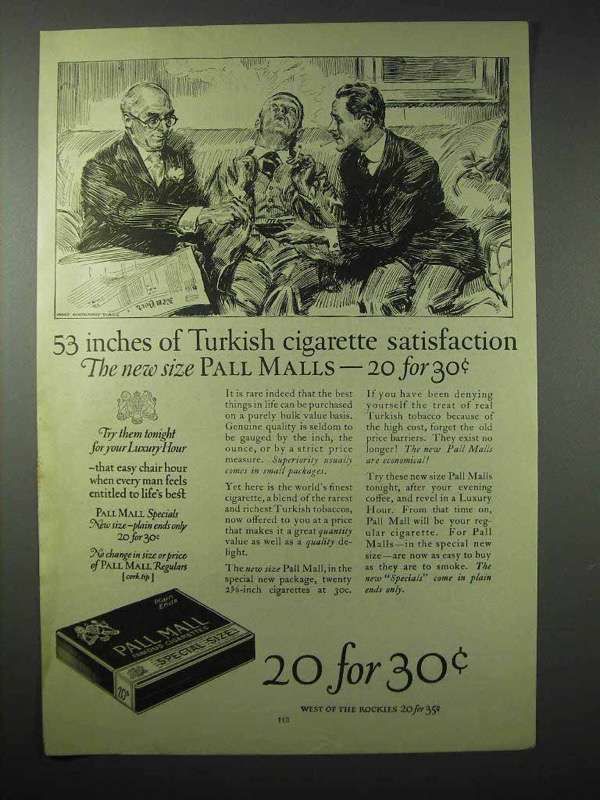 53 inches of Turkish cigarette satisfaction
The new size PALL MALLS — 20 for 30¢
Try them tonight
for your Luxury Hour
—that easy chair hour
when every man feels
entitled to life's best
PALL MALL Specials
New size—plain ends only
20 for 30¢
No change in size or price
of PALL MALL Regulars
[cork tip]
It is rare indeed that the best
things in life can be purchased
on a purely bulk value basis.
Genuine quality is seldom to
be gauged by the inch, the
ounce, or by a strict price
measure. Superiority usually
comes in small packages.
Yet here is the world's finest
cigarette, a blend of the rarest
and richest Turkish tobaccos,
now offered to you at a price
that makes it a great quantity
value as well as a quality de-
light.
The new size Pall Mall, in the
special new package, twenty
2⅝-inch cigarettes at 30c.
If you have been denying
yourself the treat of real
Turkish tobacco because of
the high cost, forget the old
price barriers. They exist no
longer! The new Pall Malls
are economical!
Try these new size Pall Malls
tonight, after your evening
coffee, and revel in a Luxury
Hour. From that time on,
Pall Mall will be your reg-
ular cigarette. For Pall
Malls—in the special new
size—are now as easy to buy
as they are to smoke. The
new "Specials" come in plain
ends only.
Plain
Ends
PALL MALL
FAMOUS CIGARETTES
SPECIAL SIZE
20s
20 for 30¢
WEST OF THE ROCKIES 20 for 35¢
113